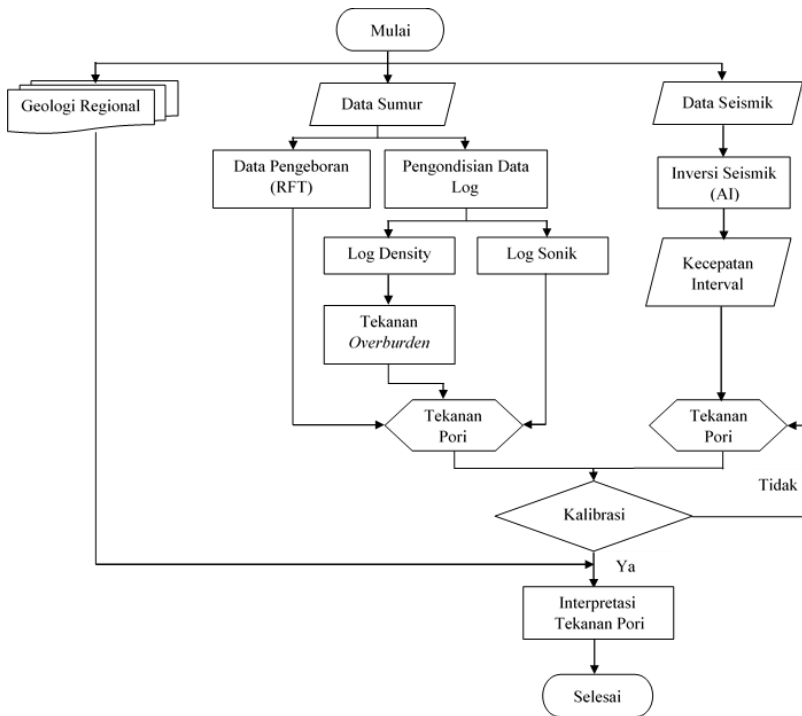 Mulai
Geologi Regional
Data Sumur
Data Seismik
Data Pengeboran
(RFT)
Pengondisian Data
Log
Inversi Seismik
(AI)
Log Density
Log Sonik
Kecepatan
Interval
Tekanan
Overburden
Tekanan
Pori
Tekanan
Pori
Tidak
Kalibrasi
Ya
Interpretasi
Tekanan Pori
Selesai